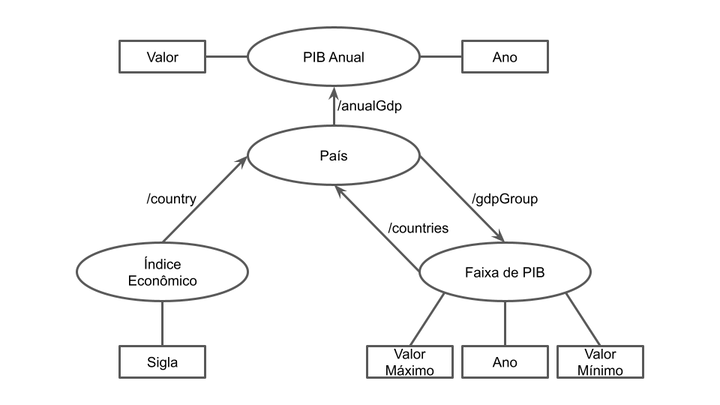 Valor
PIB Anual
Ano
/anualGdp
País
/country
/gdpGroup
/countries
Índice
Econômico
Faixa de PIB
Sigla
Valor
Máximo
Ano
Valor
Mínimo